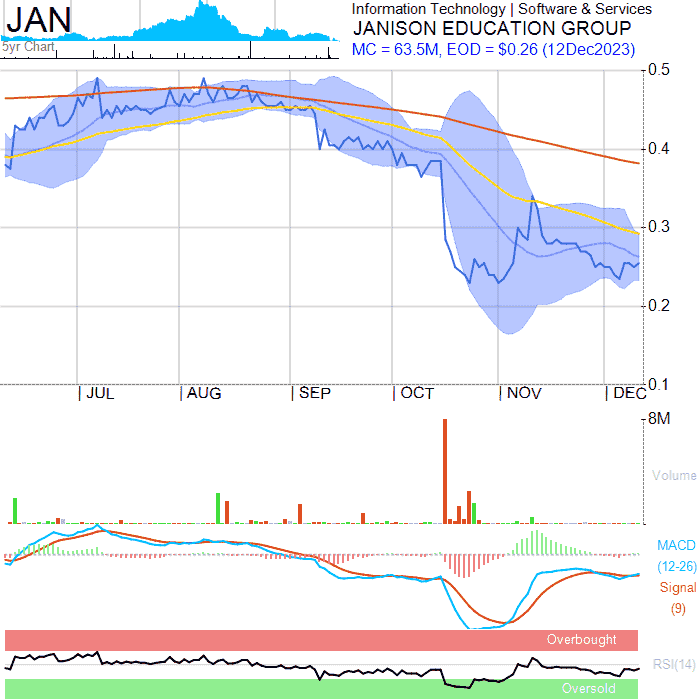 JAN
5yr Chart
Information Technology | Software & Services
JANISON EDUCATION GROUP
MC = 63.5M, EOD = $0.26 (12Dec2023)
0.5
0.4
0.3
0.2
0.1
| JUL | AUG | SEP | OCT | NOV | DEC
8M
Volume
MACD
(12-26)
Signal
(9)
Overbought
RSI(14)
Oversold